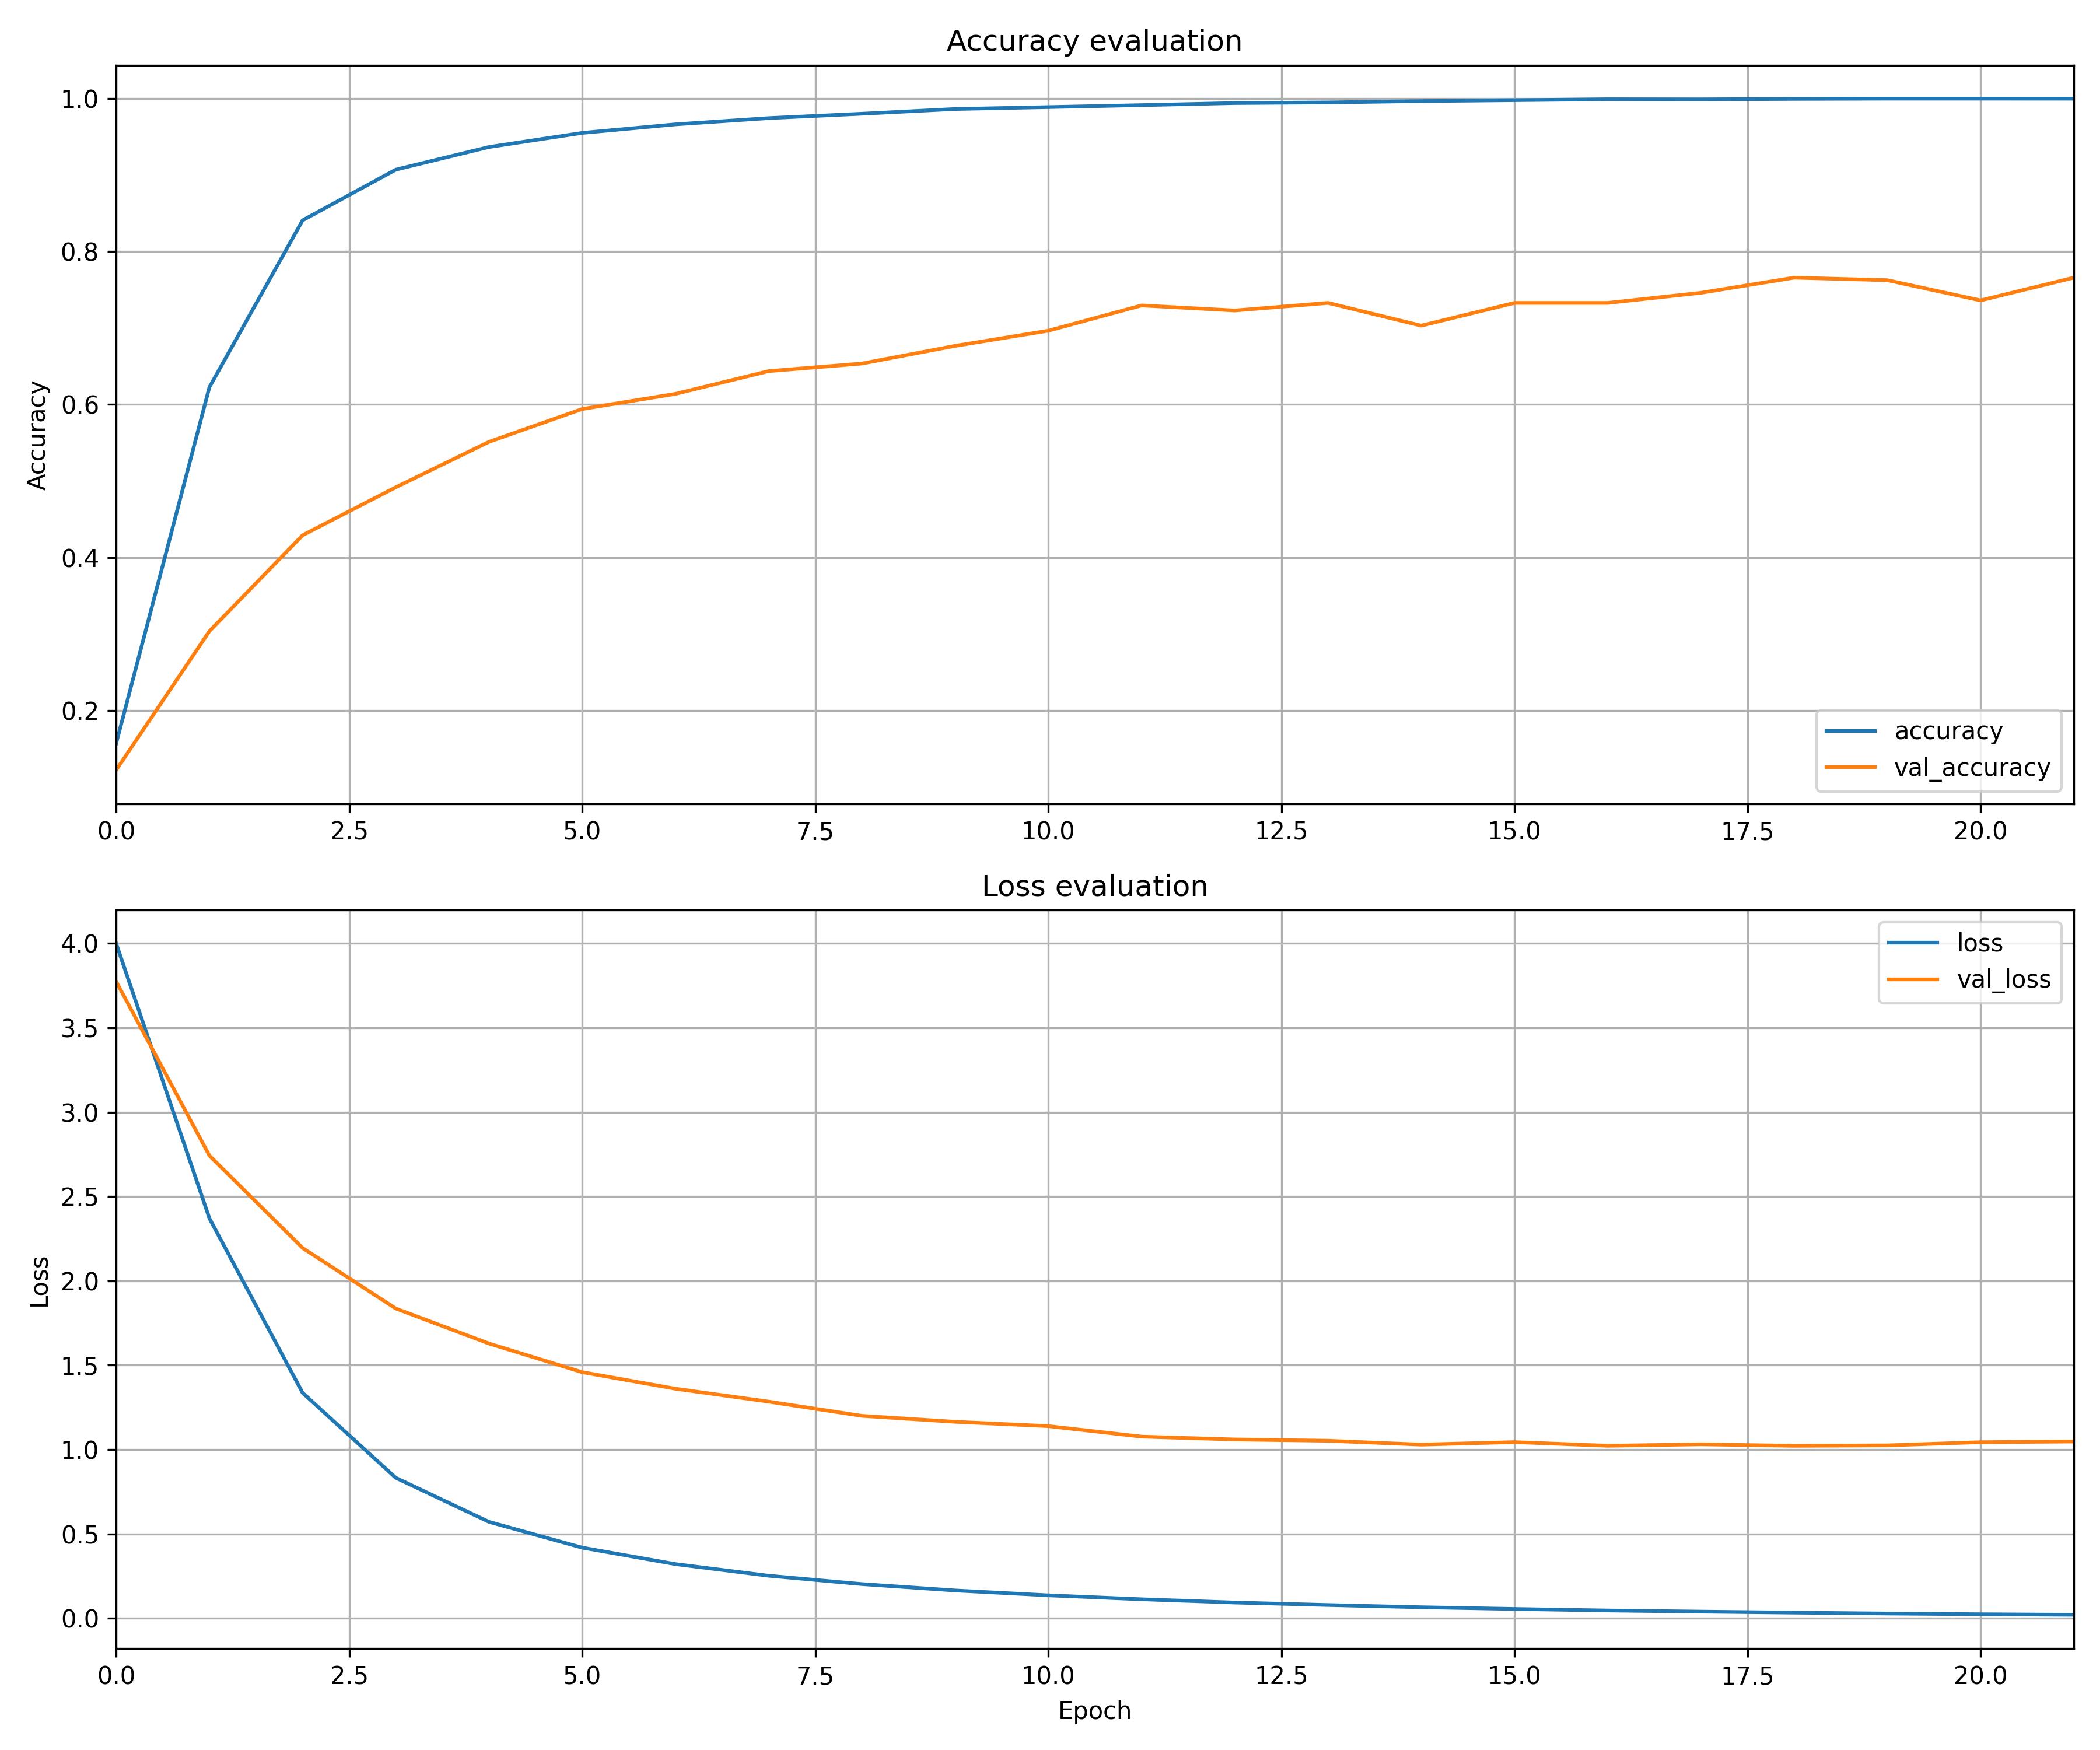 Accuracy evaluation
1.0
0.8
0.6
0.4
0.2
Accuracy
accuracy
val_accuracy
0.0 2.5 5.0 7.5 10.0 12.5 15.0 17.5 20.0
Loss evaluation
4.0
3.5
3.0
2.5
2.0
1.5
1.0
0.5
0.0
Loss
loss
val_loss
0.0 2.5 5.0 7.5 10.0 12.5 15.0 17.5 20.0
Epoch